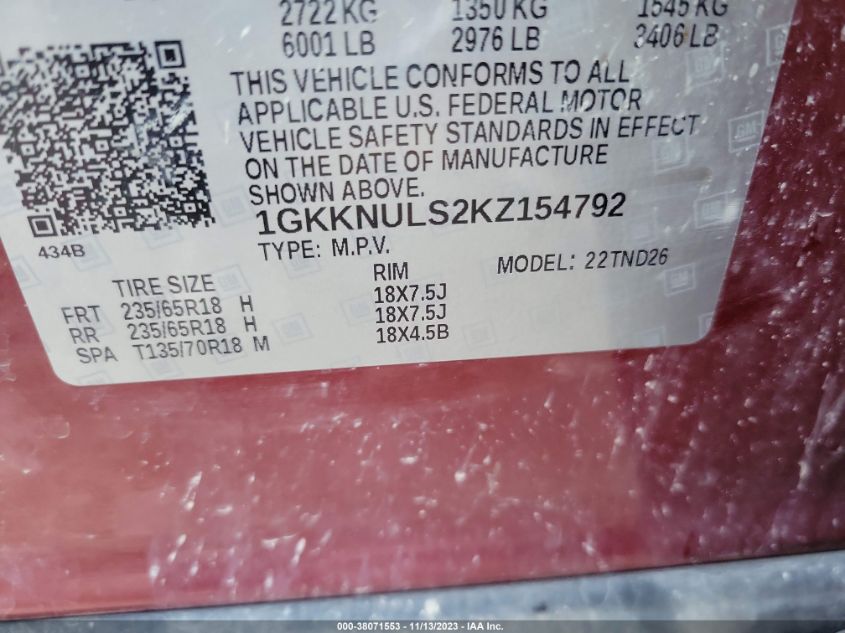 2722 KG 1350 KG 1545 KG
6001 LB 2976 LB 3406 LB
THIS VEHICLE CONFORMS TO ALL
APPLICABLE U.S. FEDERAL MOTOR
VEHICLE SAFETY STANDARDS IN EFFECT
ON THE DATE OF MANUFACTURE
SHOWN ABOVE.
1GKKNULS2KZ154792
434B
TYPE: M.P.V.
MODEL: 22TND26
TIRE SIZE RIM
FRT 235/65R18 H 18X7.5J
RR 235/65R18 H 18X7.5J
SPA T135/70R18 M 18X4.5B
GM
000-38071553 — 11/13/2023 — IAA Inc.